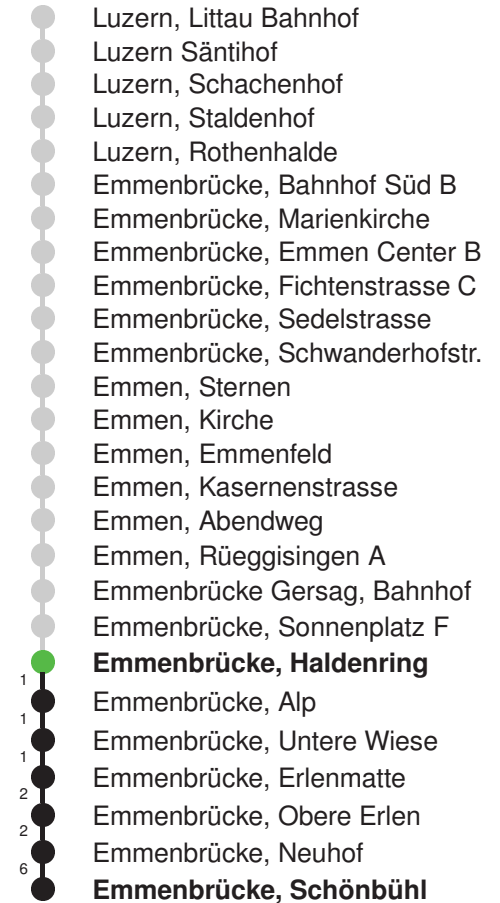 Luzern, Littau Bahnhof
Luzern Säntihof
Luzern, Schachenhof
Luzern, Staldenhof
Luzern, Rothenhalde
Emmenbrücke, Bahnhof Süd B
Emmenbrücke, Marienkirche
Emmenbrücke, Emmen Center B
Emmenbrücke, Fichtenstrasse C
Emmenbrücke, Sedelstrasse
Emmenbrücke, Schwanderhofstr.
Emmen, Sternen
Emmen, Kirche
Emmen, Emmenfeld
Emmen, Kasernenstrasse
Emmen, Abendweg
Emmen, Rüeggisingen A
Emmenbrücke Gersag, Bahnhof
Emmenbrücke, Sonnenplatz F
Emmenbrücke, Haldenring
1
Emmenbrücke, Alp
1
Emmenbrücke, Untere Wiese
1
Emmenbrücke, Erlenmatte
2
Emmenbrücke, Obere Erlen
2
Emmenbrücke, Neuhof
6
Emmenbrücke, Schönbühl